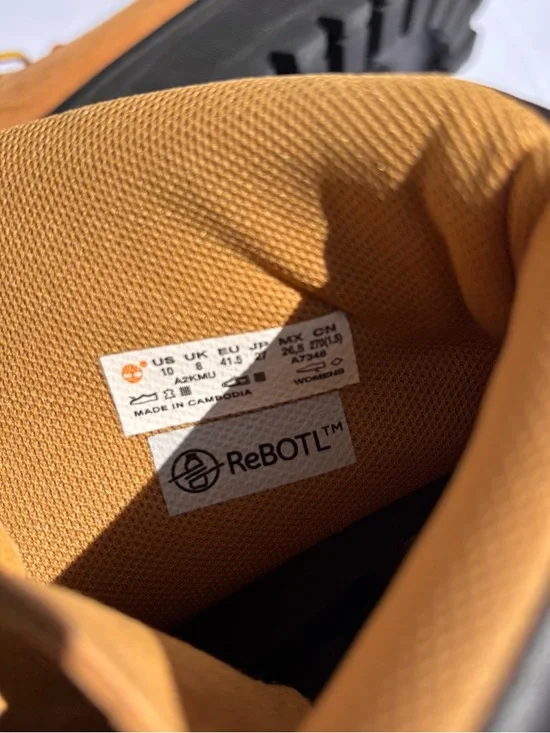 US UK EU JP MX CN
10 8 41.5 27 26,5 270(1.5)
A2KMU A7346
WOMENS
MADE IN CAMBODIA
ReBOTL™